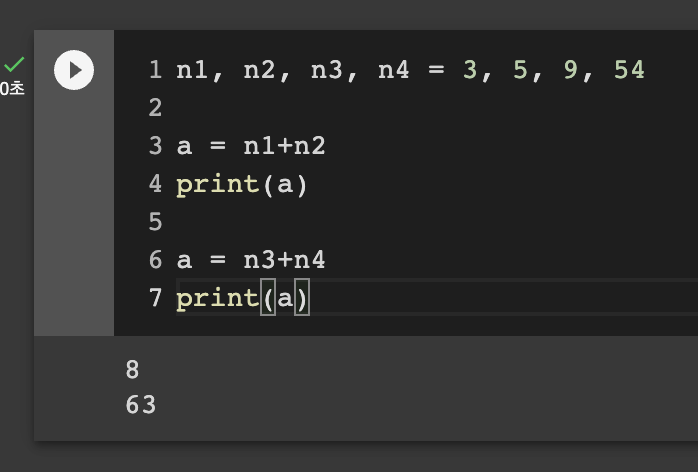 0초
1 n1, n2, n3, n4 = 3, 5, 9, 54
2
3 a = n1+n2
4 print(a)
5
6 a = n3+n4
7 print(a)
8
63